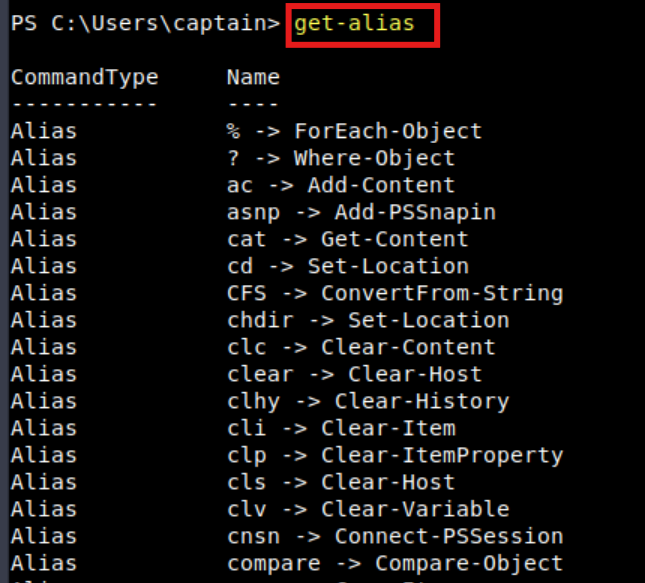 PS C:\Users\captain> get-alias
CommandType Name
----------- ----
Alias % -> ForEach-Object
Alias ? -> Where-Object
Alias ac -> Add-Content
Alias asnp -> Add-PSSnapin
Alias cat -> Get-Content
Alias cd -> Set-Location
Alias CFS -> ConvertFrom-String
Alias chdir -> Set-Location
Alias clc -> Clear-Content
Alias clear -> Clear-Host
Alias clhy -> Clear-History
Alias cli -> Clear-Item
Alias clp -> Clear-ItemProperty
Alias cls -> Clear-Host
Alias clv -> Clear-Variable
Alias cnsn -> Connect-PSSession
Alias compare -> Compare-Object